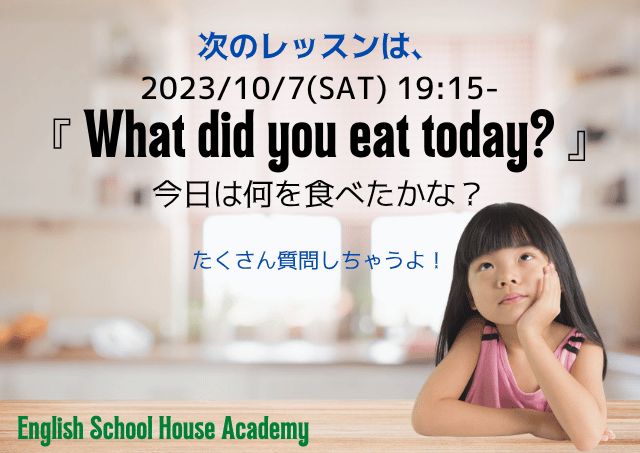 次のレッスンは、
2023/10/7(SAT) 19:15-
『 What did you eat today? 』
今日は何を食べたかな？
たくさん質問しちゃうよ！
English School House Academy